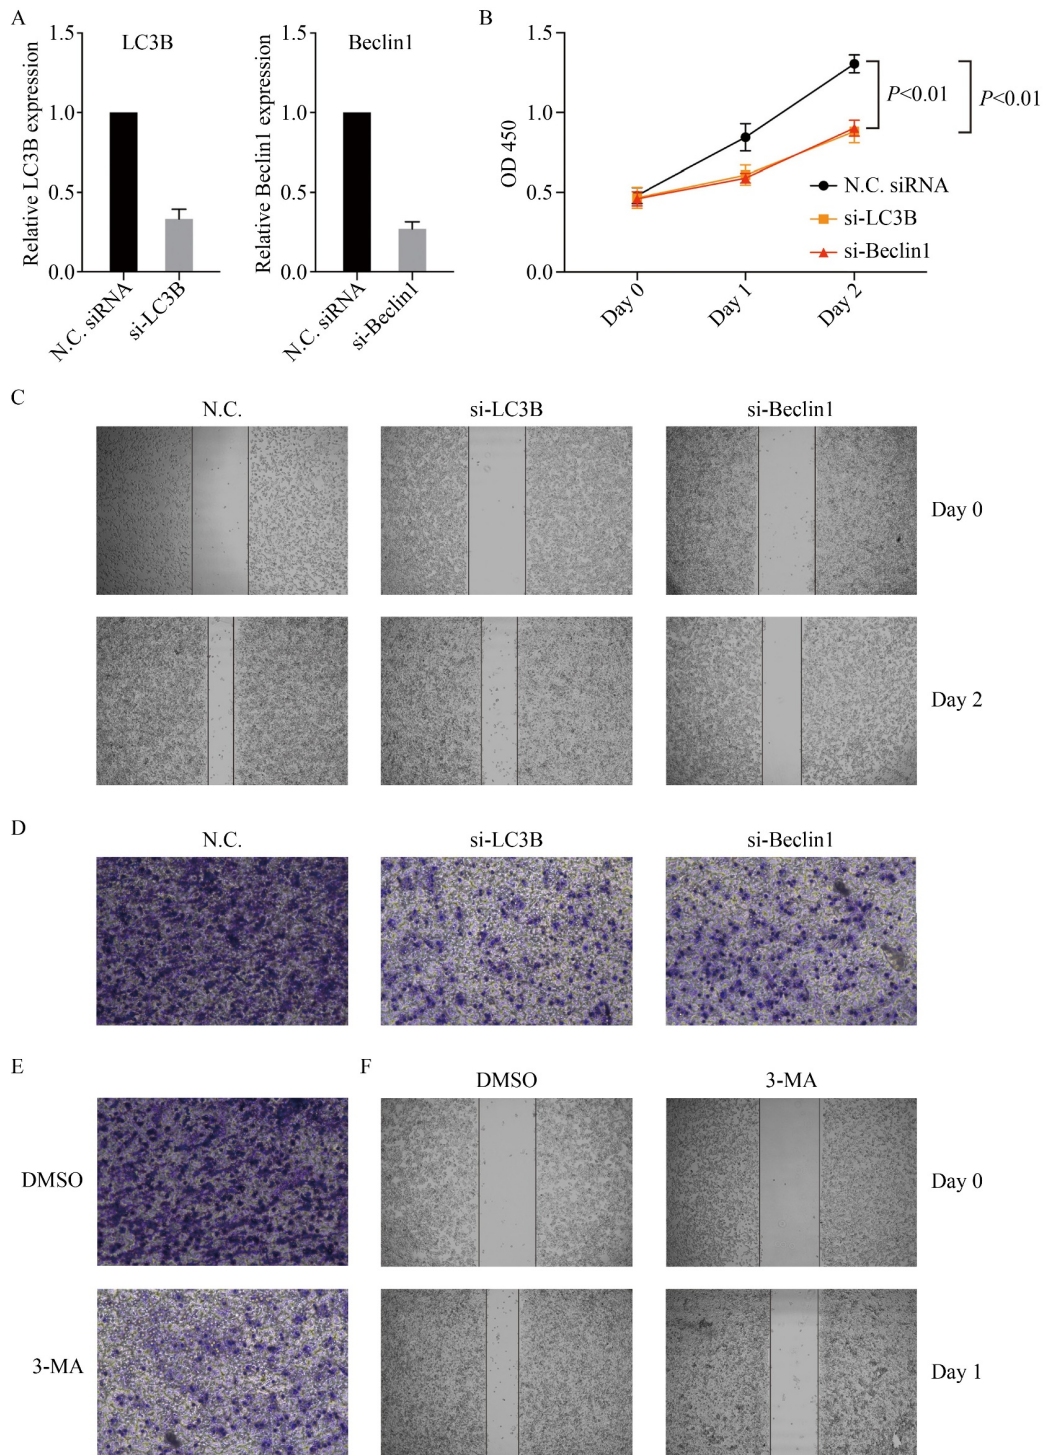 A
1.5
1.0
0.5
0.0
Relative LC3B expression
LC3B
N.C. siRNA
si-LC3B
1.5
1.0
0.5
0.0
Relative Beclin1 expression
Beclin1
N.C. siRNA
si-Beclin1
B
1.5
1.0
0.5
0.0
OD 450
P<0.01
P<0.01
N.C. siRNA
si-LC3B
si-Beclin1
Day 0
Day 1
Day 2
C
N.C.
si-LC3B
si-Beclin1
Day 0
Day 2
D
N.C.
si-LC3B
si-Beclin1
E
DMSO
3-MA
F
DMSO
3-MA
Day 0
Day 1